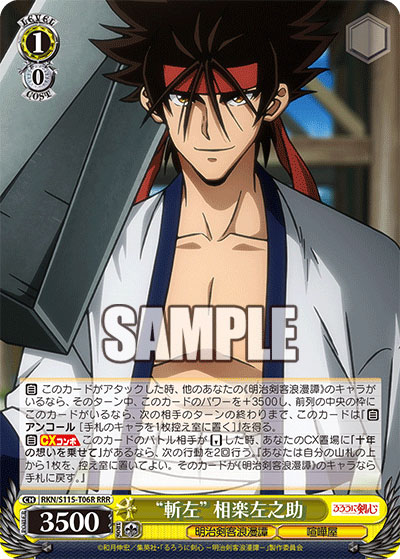 LEVEL
1
0
COST
SAMPLE
自 このカードがアタックした時、他のあなたの《明治剣客浪漫譚》のキャラが
いるなら、そのターン中、このカードのパワーを+3500し、前列の中央の枠に
このカードがいるなら、次の相手のターンの終わりまで、このカードは『自
アンコール［手札のキャラを1枚控え室に置く］』を得る。
自 CXコンボ このカードのバトル相手が した時、あなたのCX置場に「十年
の想いを乗せて」があるなら、次の行動を2回行う。『あなたは自分の山札の上
から1枚を、控え室に置いてよい。そのカードが《明治剣客浪漫譚》のキャラなら
手札に戻す。』
CH
RKN/S115-T06R RRR
“斬左” 相楽左之助
るろうに剣心
3500
明治剣客浪漫譚
喧嘩屋
©和月伸宏／集英社・「るろうに剣心 －明治剣客浪漫譚－」製作委員会